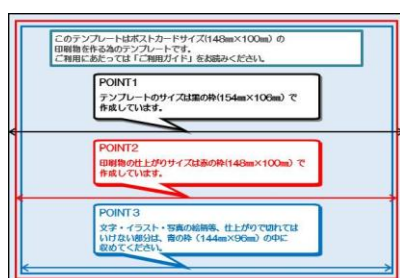 このテンプレートはポストカードサイズ(148㎜×100㎜)の
印刷物を作る為のテンプレートです。
ご利用にあたっては「ご利用ガイド」をお読みください。
POINT1
テンプレートのサイズは黒の枠(154㎜×106㎜)で
作成しています。
POINT2
印刷物の仕上がりサイズは赤の枠(148㎜×100㎜)で
作成しています。
POINT3
文字・イラスト・写真の絵柄等、仕上がりで切れては
いけない部分は、青の枠(144㎜×96㎜)の中に
収めてください。